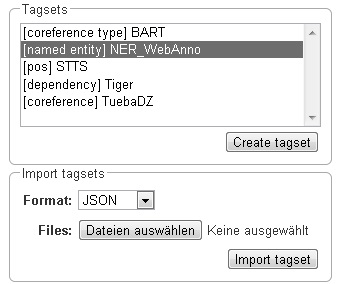 Tagsets
[coreference type] BART
[named entity] NER_WebAnno
[pos] STTS
[dependency] Tiger
[coreference] TuebaDZ
Create tagset
Import tagsets
Format: JSON
Files: Dateien auswählen Keine ausgewählt
Import tagset